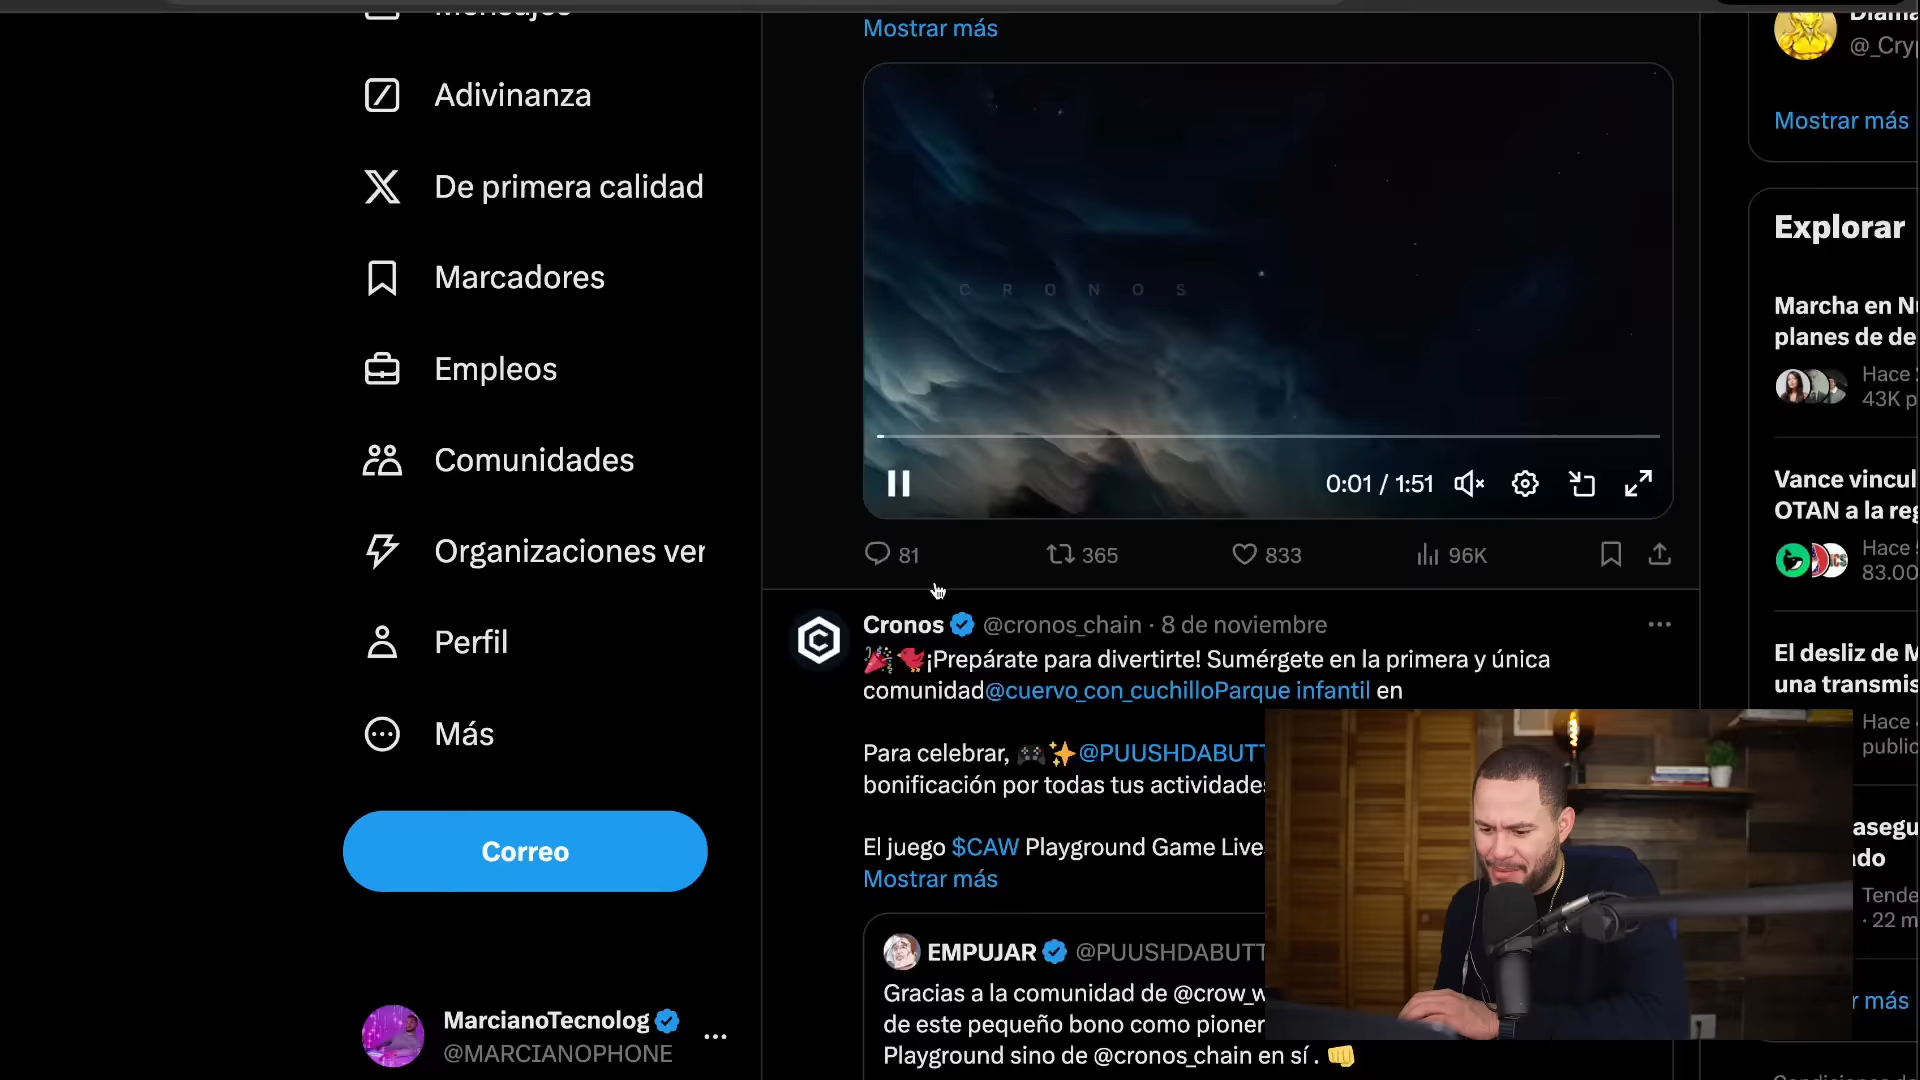 Mensajes
Adivinanza
De primera calidad
Marcadores
Empleos
Comunidades
Organizaciones ver
Perfil
Más
Correo
MarcianoTecnolog
@MARCIANOPHONE
Mostrar más
C R O N O S
0:01 / 1:51
81
365
833
96K
Cronos @cronos_chain · 8 de noviembre
🎉🐦¡Prepárate para divertirte! Sumérgete en la primera y única
comunidad@cuervo_con_cuchilloParque infantil en
Para celebrar, 🎮✨@PUUSHDABUTT
bonificación por todas tus actividades
El juego $CAW Playground Game Live
Mostrar más
EMPUJAR @PUUSHDABUTT
Gracias a la comunidad de @crow_w
de este pequeño bono como pioner
Playground sino de @cronos_chain en sí. 👊
@_Cry
Mostrar más
Explorar
Marcha en N
planes de de
Hace
43K p
Vance vincul
OTAN a la reg
Hace
83.00
El desliz de M
una transmis
Hace
public
asegu
do
Tende
· 22 m
r más